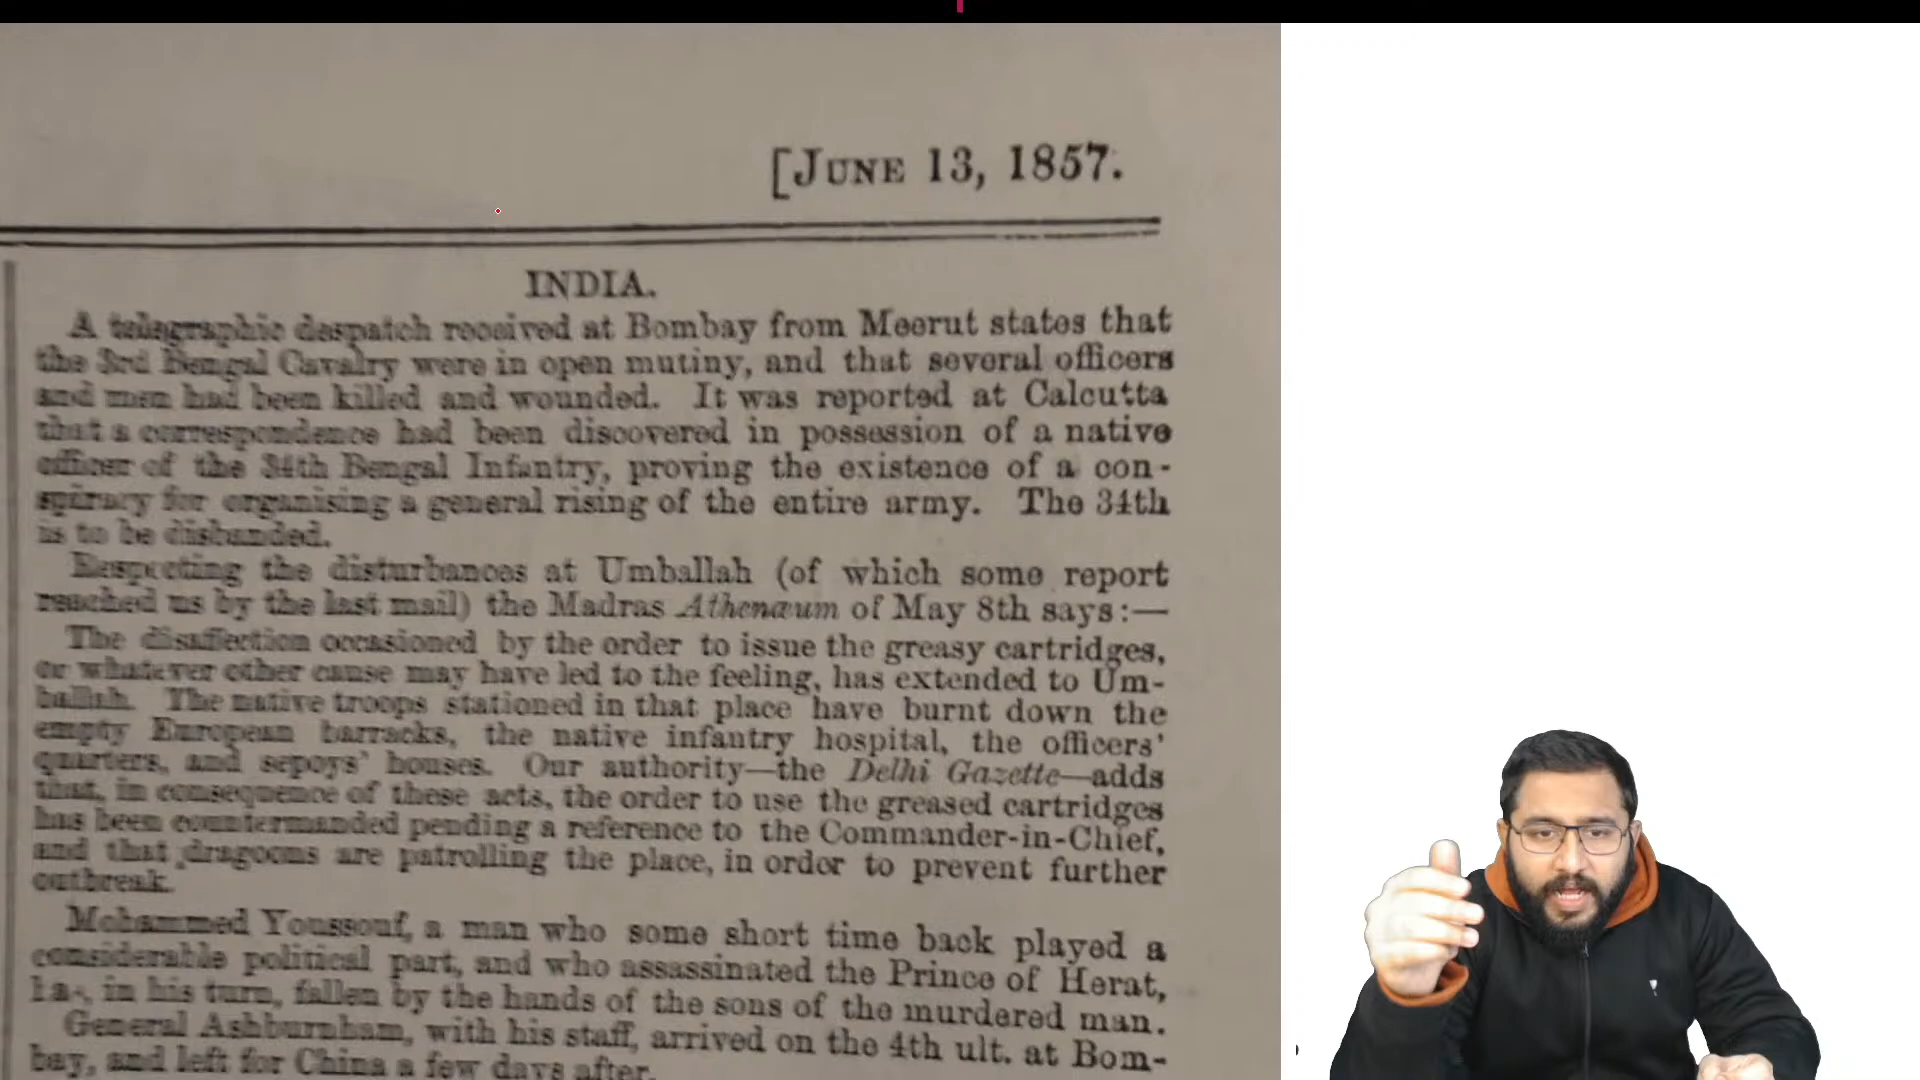 [JUNE 13, 1857.
INDIA.
A telegraphic despatch received at Bombay from Meerut states that
the 3rd Bengal Cavalry were in open mutiny, and that several officers
and men had been killed and wounded. It was reported at Calcutta
that a correspondence had been discovered in possession of a native
officer of the 34th Bengal Infantry, proving the existence of a con-
spiracy for organising a general rising of the entire army. The 34th
is to be disbanded.
Respecting the disturbances at Umballah (of which some report
reached us by the last mail) the Madras Athenæum of May 8th says:—
The disaffection occasioned by the order to issue the greasy cartridges,
or whatever other cause may have led to the feeling, has extended to Um-
ballah. The native troops stationed in that place have burnt down the
empty European barracks, the native infantry hospital, the officers'
quarters, and sepoys' houses. Our authority—the Delhi Gazette—adds
that, in consequence of these acts, the order to use the greased cartridges
has been countermanded pending a reference to the Commander-in-Chief,
and that dragoons are patrolling the place, in order to prevent further
outbreak.
Mohammed Youssouf, a man who some short time back played a
considerable political part, and who assassinated the Prince of Herat,
has, in his turn, fallen by the hands of the sons of the murdered man.
General Ashburnham, with his staff, arrived on the 4th ult. at Bom-
bay, and left for China a few days after.